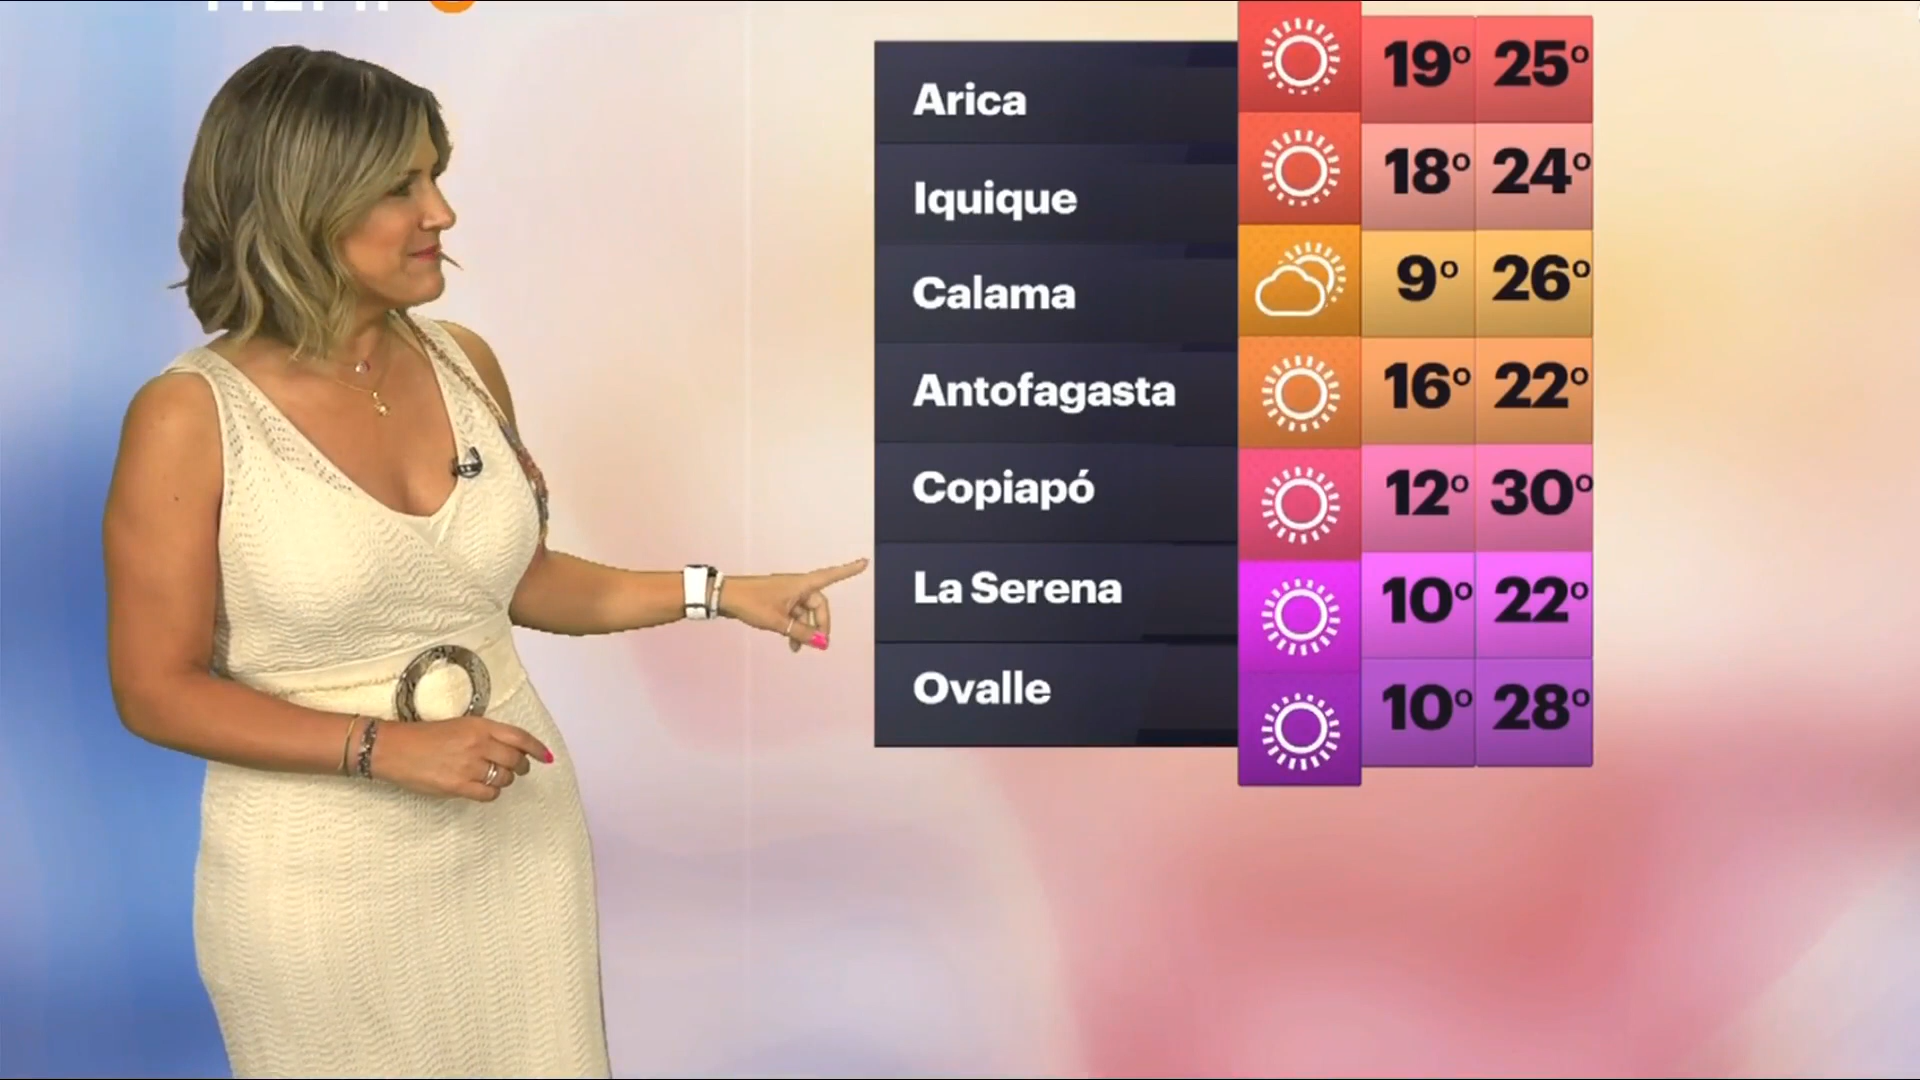 Arica 19° 25°
Iquique 18° 24°
Calama 9° 26°
Antofagasta 16° 22°
Copiapó 12° 30°
La Serena 10° 22°
Ovalle 10° 28°